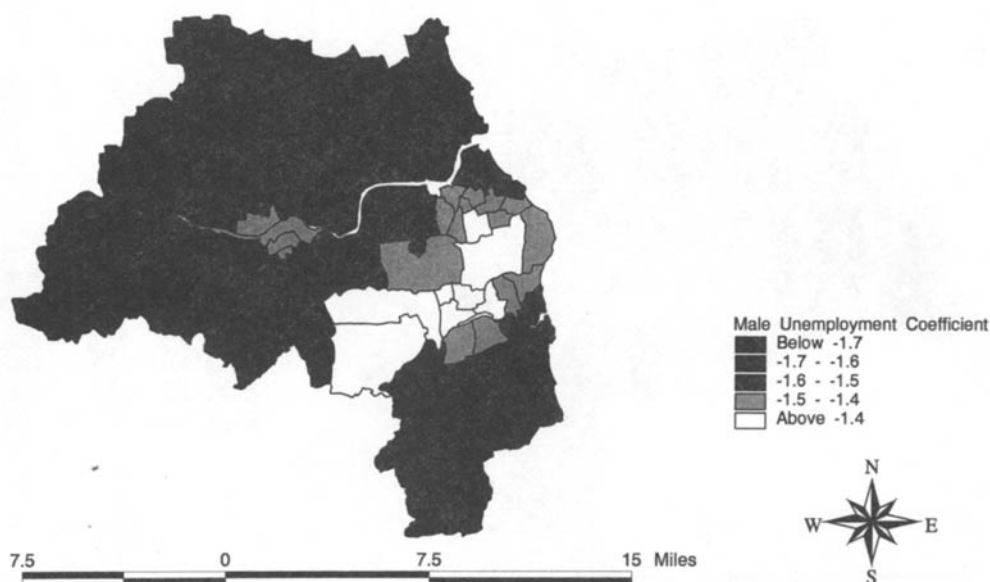 Male Unemployment Coefficient
Below -1.7
-1.7 - -1.6
-1.6 - -1.5
-1.5 - -1.4
Above -1.4
N
W E
S
7.5 0 7.5 15 Miles